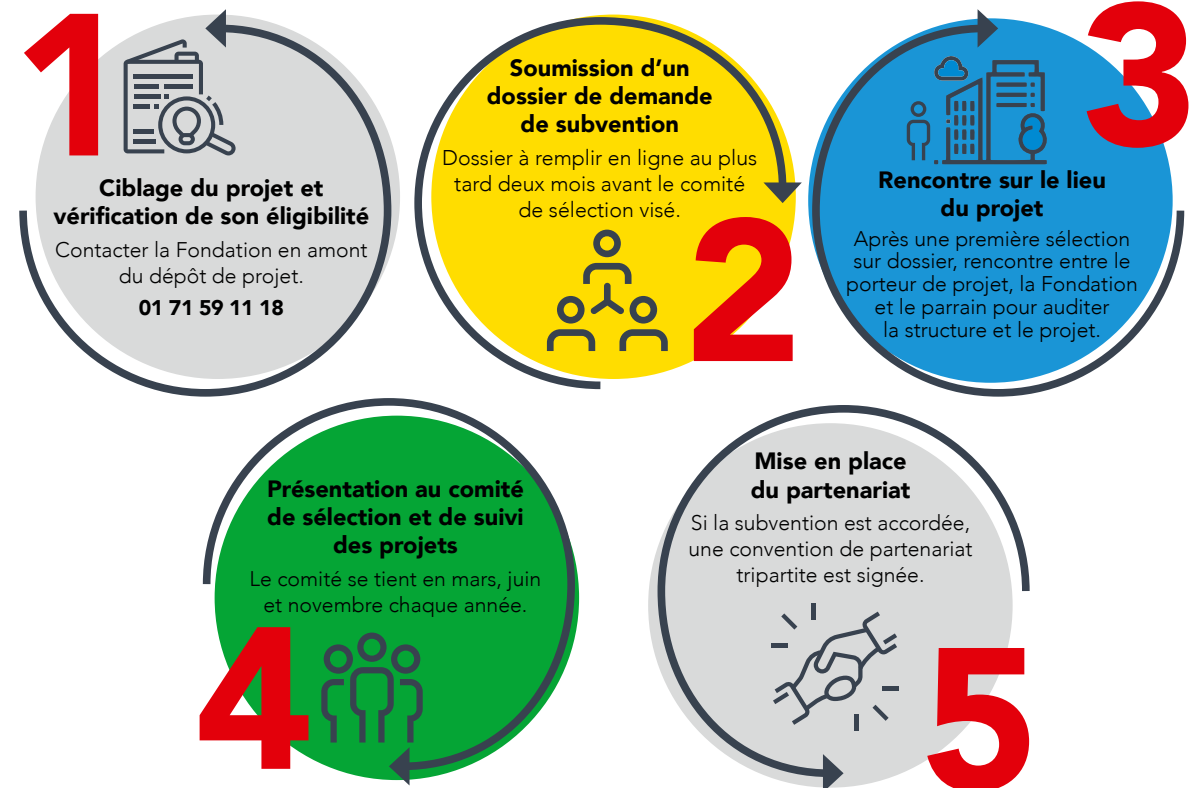 1
Ciblage du projet et
vérification de son éligibilité
Contacter la Fondation en amont
du dépôt de projet.
01 71 59 11 18
2
Soumission d’un
dossier de demande
de subvention
Dossier à remplir en ligne au plus
tard deux mois avant le comité
de sélection visé.
3
Rencontre sur le lieu
du projet
Après une première sélection
sur dossier, rencontre entre le
porteur de projet, la Fondation
et le parrain pour auditer
la structure et le projet.
4
Présentation au comité
de sélection et de suivi
des projets
Le comité se tient en mars, juin
et novembre chaque année.
5
Mise en place
du partenariat
Si la subvention est accordée,
une convention de partenariat
tripartite est signée.